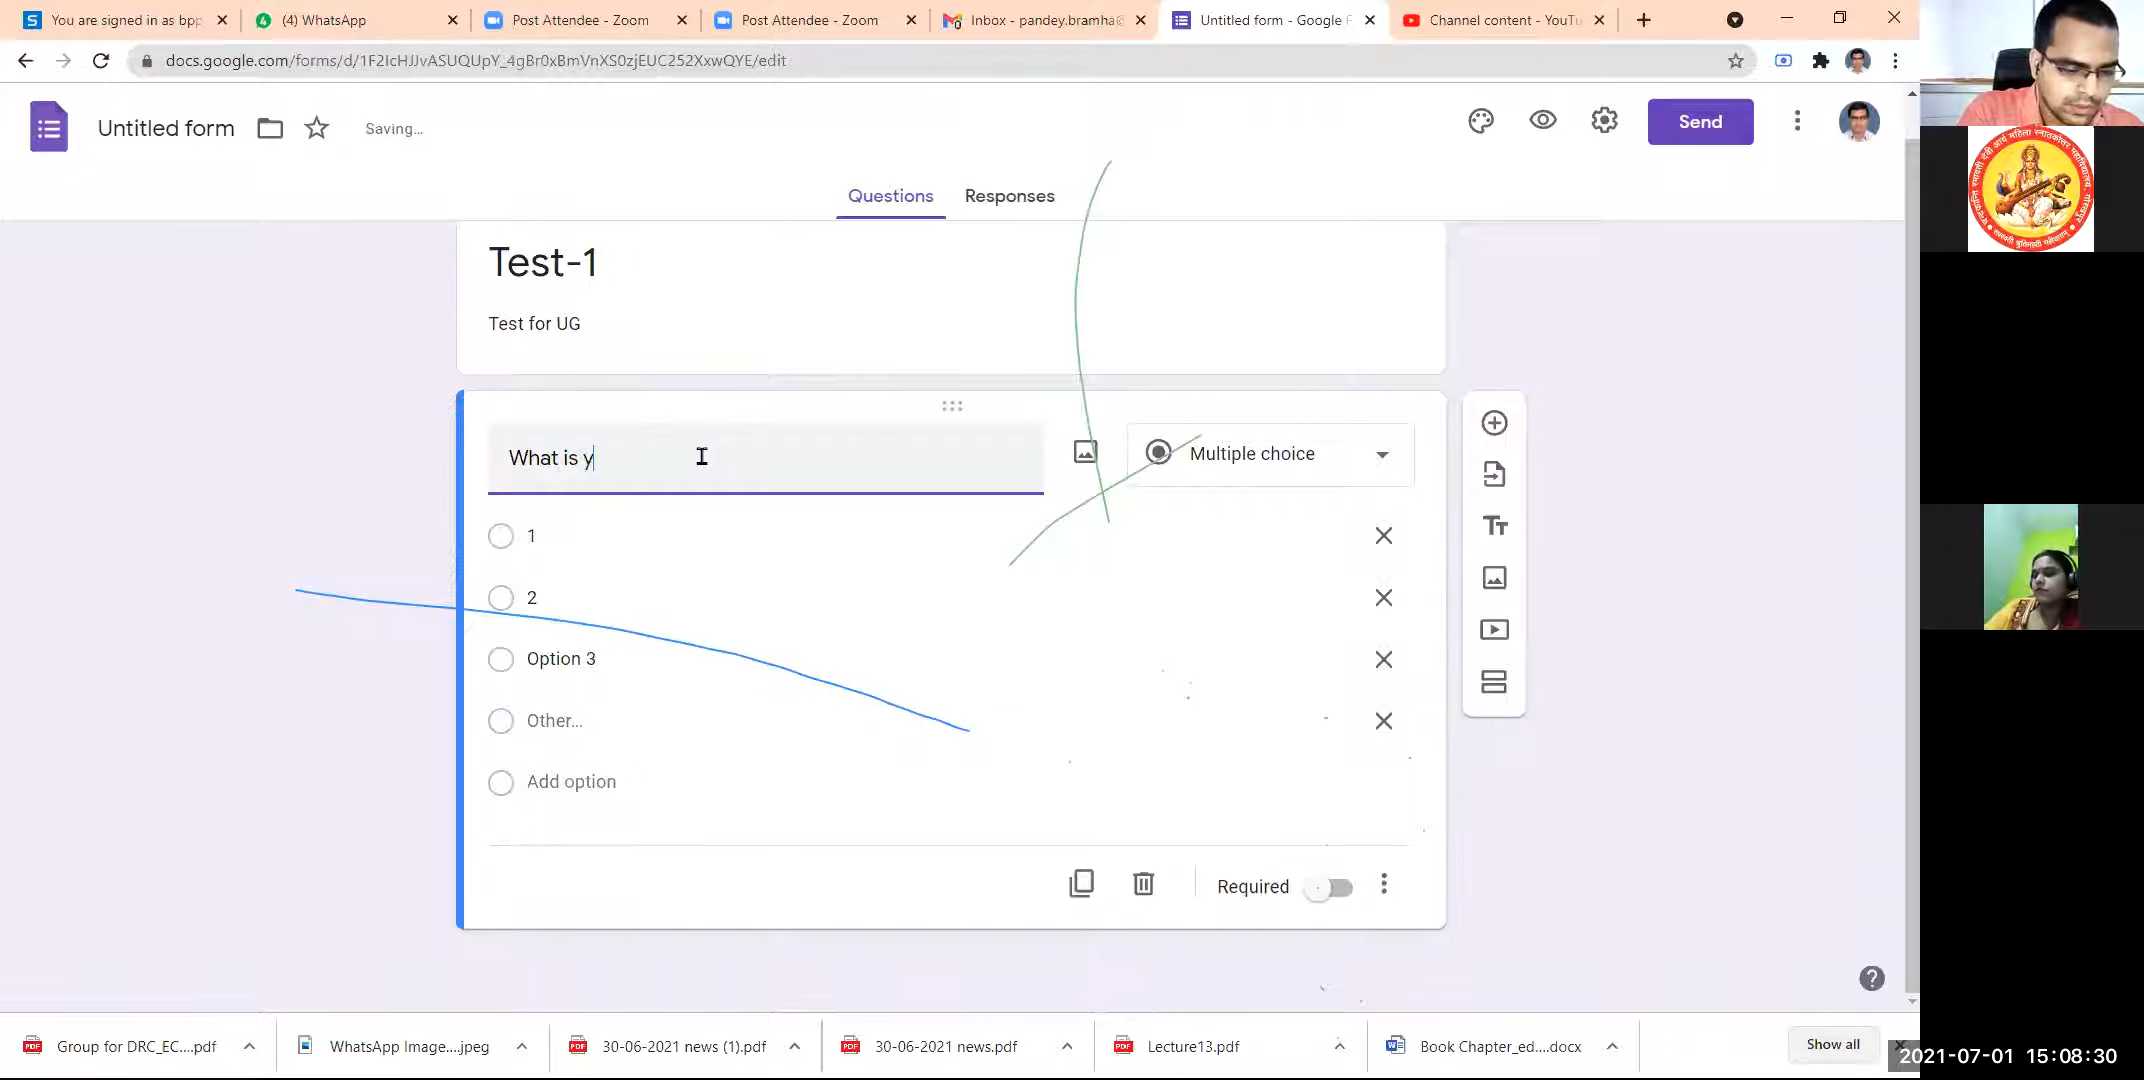 You are signed in as bpp
(4) WhatsApp
Post Attendee - Zoom
Post Attendee - Zoom
Inbox - pandey.bramha@
Untitled form - Google F
Channel content - YouTu
docs.google.com/forms/d/1F2IcHJJvASUQUpY_4gBr0xBmVnXS0zjEUC252XxwQYE/edit
Untitled form
Saving...
Send
Questions
Responses
Test-1
Test for UG
What is y
Multiple choice
1
2
Option 3
Other...
Add option
Required
Group for DRC_EC....pdf
WhatsApp Image....jpeg
30-06-2021 news (1).pdf
30-06-2021 news.pdf
Lecture13.pdf
Book Chapter_ed....docx
Show all
2021-07-01 15:08:30